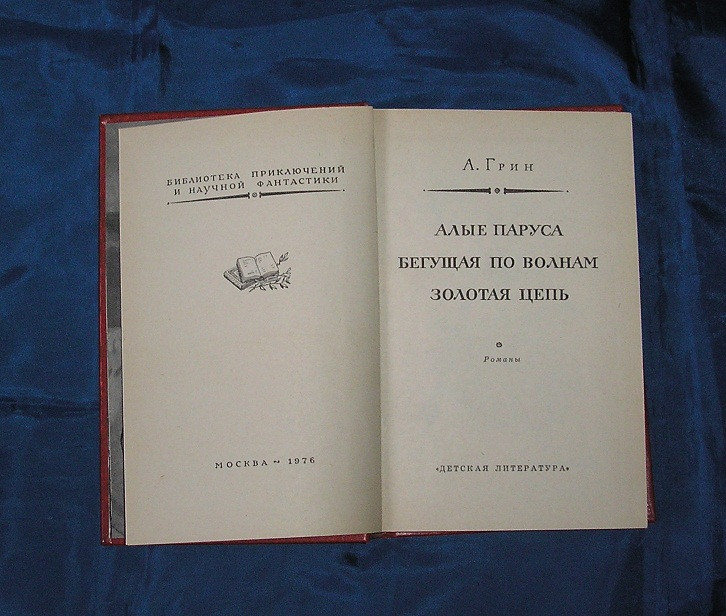 БИБЛИОТЕКА ПРИКЛЮЧЕНИЙ
И НАУЧНОЙ ФАНТАСТИКИ
МОСКВА ~ 1976
А. ГРИН
АЛЫЕ ПАРУСА
БЕГУЩАЯ ПО ВОЛНАМ
ЗОЛОТАЯ ЦЕПЬ
Романы
«ДЕТСКАЯ ЛИТЕРАТУРА»